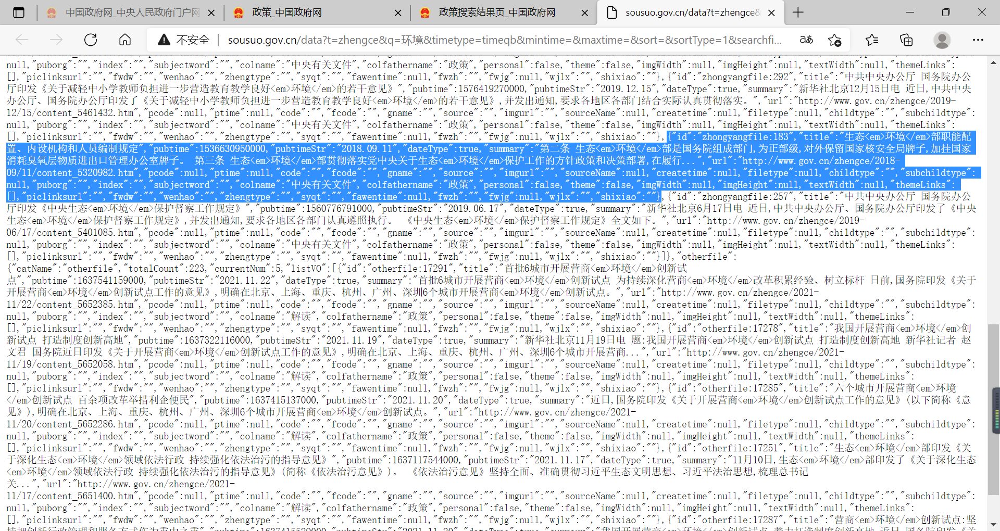 中国政府网_中央人民政府门户网
政策_中国政府网
政策搜索结果页_中国政府网
sousuo.gov.cn/data?t=zhengce&
不安全
sousuo.gov.cn/data?t=zhengce&q=环境&timetype=timeqb&mintime=&maxtime=&sort=&sortType=1&searchfi...
null,"puborg":"","index":"","subjectword":"","colname":"中央有关文件","colfathername":"政策","personal":false,"theme":false,"imgWidth":null,"imgHeight":null,"textWidth":null,"themeLinks":
[],"piclinksurl":"","fwdw":"","wenhao":"","zhengtype":"","syqt":"","fawentime":null,"fwzh":"","fwjg":null,"wjlx":"","shixiao":""},{"id":"zhongyangfile:292","title":"中共中央办公厅 国务院办公
厅印发《关于减轻中小学教师负担进一步营造教育教学良好<em>环境</em>的若干意见》","pubtime":1576419270000,"pubtimeStr":"2019.12.15","dateType":true,"summary":"新华社北京12月15日电 近日,中共中央
办公厅、国务院办公厅印发了《关于减轻中小学教师负担进一步营造教育教学良好<em>环境</em>的若干意见》,并发出通知,要求各地区各部门结合实际认真贯彻落实。","url":"http://www.gov.cn/zhengce/2019-
12/15/content_5461432.htm","pcode":null,"ptime":null,"code":"","fcode":"","gname":"","source":"","imgurl":"","sourceName":null,"createtime":null,"filetype":null,"childtype":"","subchildtype":
null,"puborg":"","index":"","subjectword":"","colname":"中央有关文件","colfathername":"政策","personal":false,"theme":false,"imgWidth":null,"imgHeight":null,"textWidth":null,"themeLinks":
[],"piclinksurl":"","fwdw":"","wenhao":"","zhengtype":"","syqt":"","fawentime":null,"fwzh":"","fwjg":null,"wjlx":"","shixiao":""},{"id":"zhongyangfile:183","title":"生态<em>环境</em>部职能配
置、内设机构和人员编制规定","pubtime":1536630950000,"pubtimeStr":"2018.09.11","dateType":true,"summary":"第二条 生态<em>环境</em>部是国务院组成部门,为正部级,对外保留国家核安全局牌子,加挂国家
消耗臭氧层物质进出口管理办公室牌子。 第三条 生态<em>环境</em>部贯彻落实党中央关于生态<em>环境</em>保护工作的方针政策和决策部署,在履行...","url":"http://www.gov.cn/zhengce/2018-
09/11/content_5320982.htm","pcode":null,"ptime":null,"code":"","fcode":"","gname":"","source":"","imgurl":"","sourceName":null,"createtime":null,"filetype":null,"childtype":"","subchildtype":
null,"puborg":"","index":"","subjectword":"","colname":"中央有关文件","colfathername":"政策","personal":false,"theme":false,"imgWidth":null,"imgHeight":null,"textWidth":null,"themeLinks":
[],"piclinksurl":"","fwdw":"","wenhao":"","zhengtype":"","syqt":"","fawentime":null,"fwzh":"","fwjg":null,"wjlx":"","shixiao":""},{"id":"zhongyangfile:257","title":"中共中央办公厅 国务院办公
厅印发《中央生态<em>环境</em>保护督察工作规定》","pubtime":1560776791000,"pubtimeStr":"2019.06.17","dateType":true,"summary":"新华社北京6月17日电 近日,中共中央办公厅、国务院办公厅印发了《中央
生态<em>环境</em>保护督察工作规定》,并发出通知,要求各地区各部门认真遵照执行。 《中央生态<em>环境</em>保护督察工作规定》全文如下。","url":"http://www.gov.cn/zhengce/2019-
06/17/content_5401085.htm","pcode":null,"ptime":null,"code":"","fcode":"","gname":"","source":"","imgurl":"","sourceName":null,"createtime":null,"filetype":null,"childtype":"","subchildtype":
null,"puborg":"","index":"","subjectword":"","colname":"中央有关文件","colfathername":"政策","personal":false,"theme":false,"imgWidth":null,"imgHeight":null,"textWidth":null,"themeLinks":
[],"piclinksurl":"","fwdw":"","wenhao":"","zhengtype":"","syqt":"","fawentime":null,"fwzh":"","fwjg":null,"wjlx":"","shixiao":""}]},"otherfile":
{"catName":"otherfile","totalCount":223,"currentNum":5,"listVO":[{"id":"otherfile:17291","title":"首批6城市开展营商<em>环境</em>创新试
点","pubtime":1637541159000,"pubtimeStr":"2021.11.22","dateType":true,"summary":"首批6城市开展营商<em>环境</em>创新试点 为持续深化营商<em>环境</em>改革积累经验、树立标杆 日前,国务院印发《关于
开展营商<em>环境</em>创新试点工作的意见》,明确在北京、上海、重庆、杭州、广州、深圳6个城市开展营商<em>环境</em>创新试点。","url":"http://www.gov.cn/zhengce/2021-
11/22/content_5652385.htm","pcode":null,"ptime":null,"code":"","fcode":"","gname":"","source":"","imgurl":"","sourceName":null,"createtime":null,"filetype":null,"childtype":"","subchildtype":
null,"puborg":"","index":"","subjectword":"","colname":"解读","colfathername":"政策","personal":false,"theme":false,"imgWidth":null,"imgHeight":null,"textWidth":null,"themeLinks":
[],"piclinksurl":"","fwdw":"","wenhao":"","zhengtype":"","syqt":"","fawentime":null,"fwzh":"","fwjg":null,"wjlx":"","shixiao":""},{"id":"otherfile:17278","title":"我国开展营商<em>环境</em>创
新试点 打造制度创新高地","pubtime":1637322116000,"pubtimeStr":"2021.11.19","dateType":true,"summary":"新华社北京11月19日电 题:我国开展营商<em>环境</em>创新试点 打造制度创新高地 新华社记者 赵
文君 国务院近日印发《关于开展营商<em>环境</em>创新试点工作的意见》,明确在北京、上海、重庆、杭州、广州、深圳6个城市开展营商...","url":"http://www.gov.cn/zhengce/2021-
11/19/content_5652058.htm","pcode":null,"ptime":null,"code":"","fcode":"","gname":"","source":"","imgurl":"","sourceName":null,"createtime":null,"filetype":null,"childtype":"","subchildtype":
null,"puborg":"","index":"","subjectword":"","colname":"解读","colfathername":"政策","personal":false,"theme":false,"imgWidth":null,"imgHeight":null,"textWidth":null,"themeLinks":
[],"piclinksurl":"","fwdw":"","wenhao":"","zhengtype":"","syqt":"","fawentime":null,"fwzh":"","fwjg":null,"wjlx":"","shixiao":""},{"id":"otherfile:17285","title":"六个城市开展营商<em>环境
</em>创新试点 百余项改革举措利企便民","pubtime":1637415137000,"pubtimeStr":"2021.11.20","dateType":true,"summary":"近日,国务院印发《关于开展营商<em>环境</em>创新试点工作的意见》(以下简称《意
见》),明确在北京、上海、重庆、杭州、广州、深圳6个城市开展营商<em>环境</em>创新试点。","url":"http://www.gov.cn/zhengce/2021-
11/20/content_5652286.htm","pcode":null,"ptime":null,"code":"","fcode":"","gname":"","source":"","imgurl":"","sourceName":null,"createtime":null,"filetype":null,"childtype":"","subchildtype":
null,"puborg":"","index":"","subjectword":"","colname":"解读","colfathername":"政策","personal":false,"theme":false,"imgWidth":null,"imgHeight":null,"textWidth":null,"themeLinks":
[],"piclinksurl":"","fwdw":"","wenhao":"","zhengtype":"","syqt":"","fawentime":null,"fwzh":"","fwjg":null,"wjlx":"","shixiao":""},{"id":"otherfile:17251","title":"生态<em>环境</em>部印发《关
于深化生态<em>环境</em>领域依法行政 持续强化依法治污的指导意见》","pubtime":1637117544000,"pubtimeStr":"2021.11.17","dateType":true,"summary":"11月10日,生态<em>环境</em>部印发了《关于深化生态
<em>环境</em>领域依法行政 持续强化依法治污的指导意见》(简称《依法治污意见》)。 《依法治污意见》坚持全面、准确贯彻习近平生态文明思想、习近平法治思想,梳理总书记
关...","url":"http://www.gov.cn/zhengce/2021-
11/17/content_5651400.htm","pcode":null,"ptime":null,"code":"","fcode":"","gname":"","source":"","imgurl":"","sourceName":null,"createtime":null,"filetype":null,"childtype":"","subchildtype":
null,"puborg":"","index":"","subjectword":"","colname":"解读","colfathername":"政策","personal":false,"theme":false,"imgWidth":null,"imgHeight":null,"textWidth":null,"themeLinks":
[],"piclinksurl":"","fwdw":"","wenhao":"","zhengtype":"","syqt":"","fawentime":null,"fwzh":"","fwjg":null,"wjlx":"","shixiao":""},{"id":"otherfile:17287","title":"营商<em>环境</em>创新试点:坚